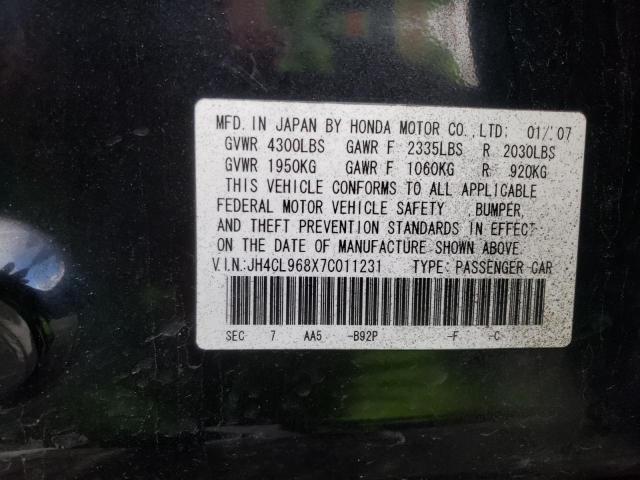 MFD. IN JAPAN BY HONDA MOTOR CO., LTD: 01/'07
GVWR 4300LBS GAWR F 2335LBS R 2030LBS
GVWR 1950KG GAWR F 1060KG R 920KG
THIS VEHICLE CONFORMS TO ALL APPLICABLE
FEDERAL MOTOR VEHICLE SAFETY , BUMPER,
AND THEFT PREVENTION STANDARDS IN EFFECT
ON THE DATE OF MANUFACTURE SHOWN ABOVE.
V.I.N:JH4CL968X7C011231 TYPE: PASSENGER CAR
SEC 7 AA5 -B92P -F -C